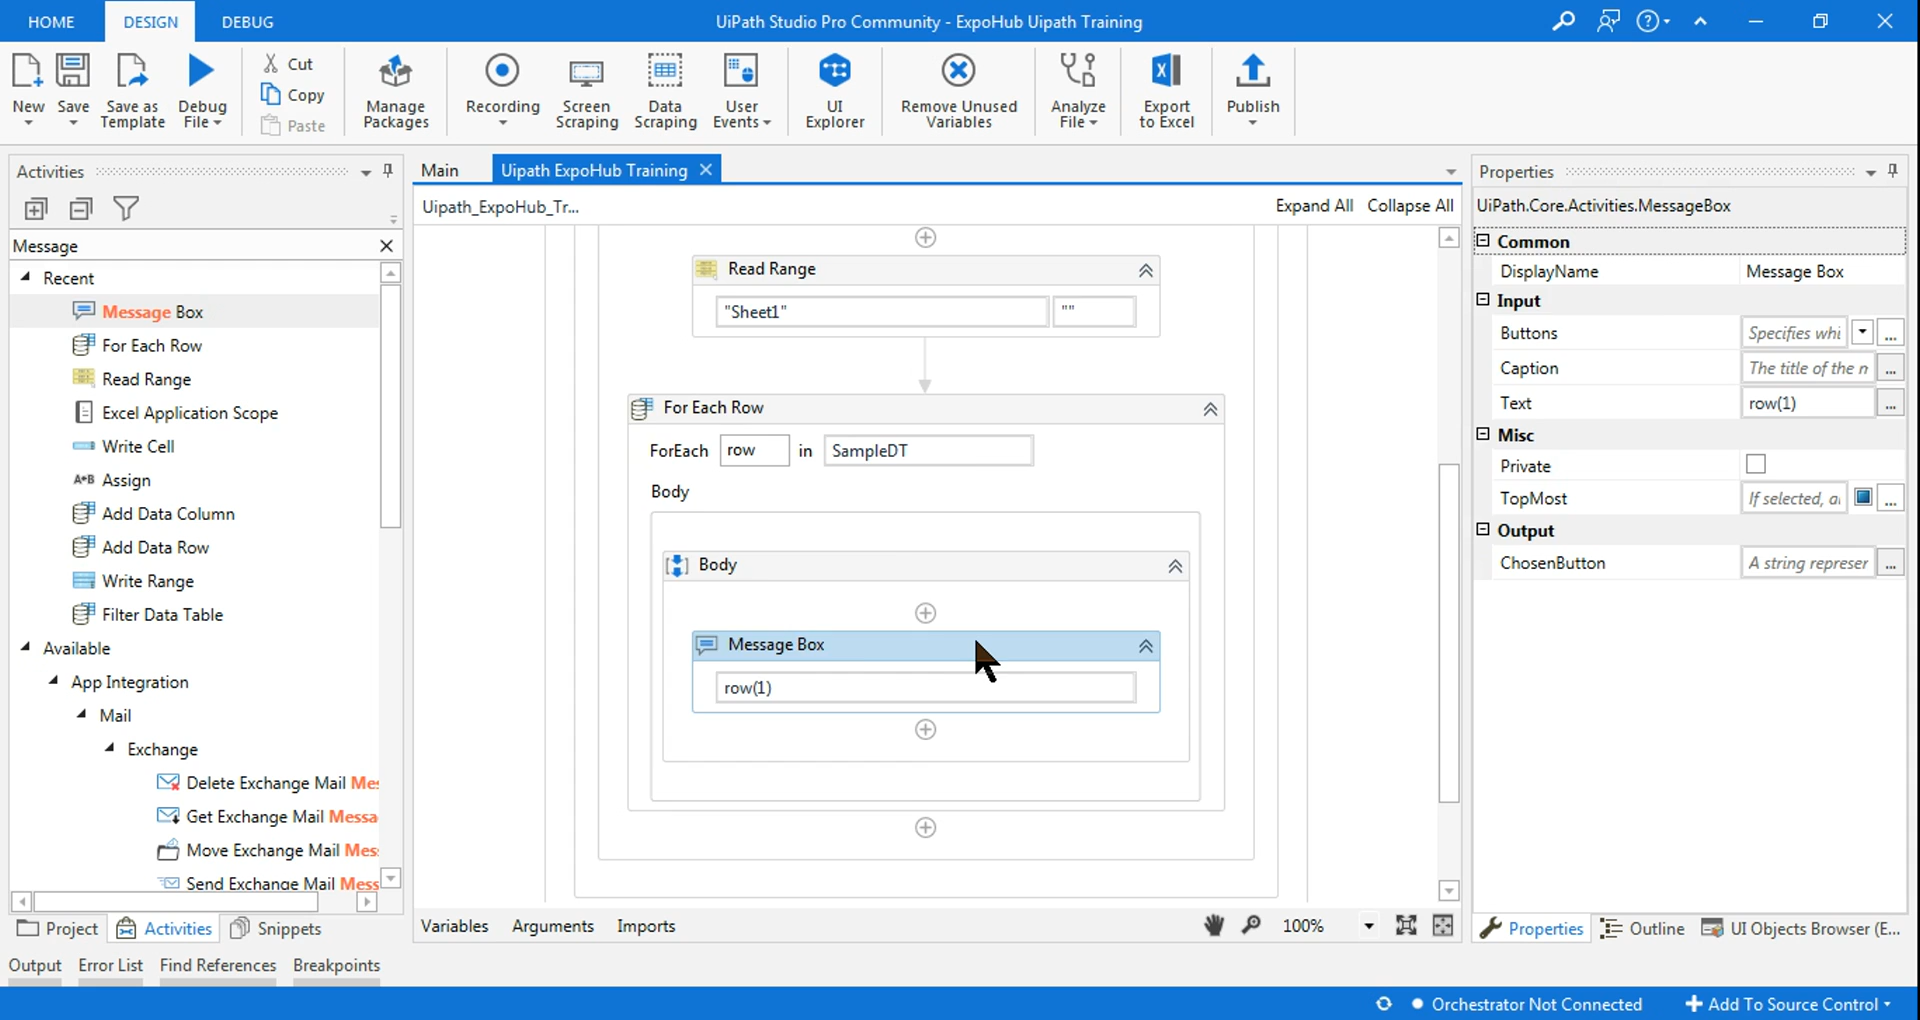 HOME DESIGN DEBUG
UiPath Studio Pro Community - ExpoHub Uipath Training
New
Save
Save as Template
Debug File
Cut
Copy
Paste
Manage Packages
Recording
Screen Scraping
Data Scraping
User Events
UI Explorer
Remove Unused Variables
Analyze File
Export to Excel
Publish
Activities
Message
Recent
Message Box
For Each Row
Read Range
Excel Application Scope
Write Cell
A+B Assign
Add Data Column
Add Data Row
Write Range
Filter Data Table
Available
App Integration
Mail
Exchange
Delete Exchange Mail Mes
Get Exchange Mail Messa
Move Exchange Mail Mes
Send Exchange Mail Mess
Project Activities Snippets
Main Uipath ExpoHub Training
Uipath_ExpoHub_Tr... Expand All Collapse All
Read Range
"Sheet1" ""
For Each Row
ForEach row in SampleDT
Body
Body
Message Box
row(1)
Variables Arguments Imports 100%
Properties
UiPath.Core.Activities.MessageBox
Common
DisplayName Message Box
Input
Buttons Specifies whi ...
Caption The title of the n ...
Text row(1) ...
Misc
Private
TopMost If selected, al ...
Output
ChosenButton A string represer ...
Properties Outline UI Objects Browser (E...
Output Error List Find References Breakpoints
Orchestrator Not Connected Add To Source Control